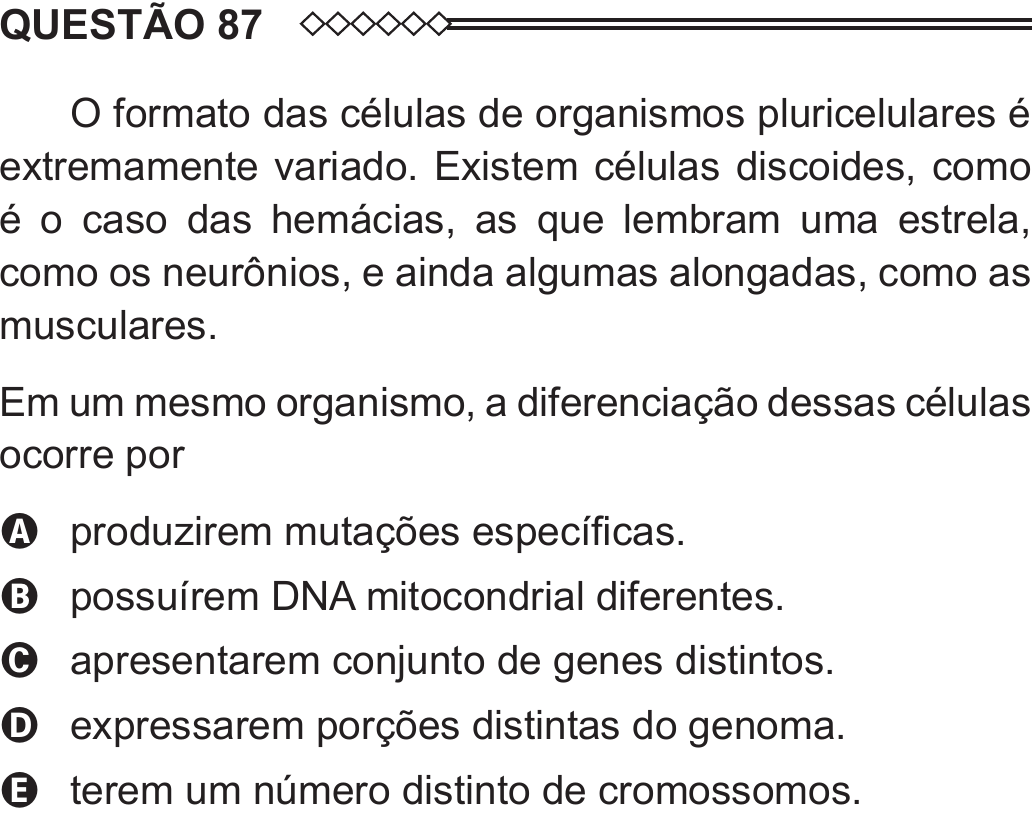 QUESTÃO 87
O formato das células de organismos pluricelulares é
extremamente variado. Existem células discoides, como
é o caso das hemácias, as que lembram uma estrela,
como os neurônios, e ainda algumas alongadas, como as
musculares.
Em um mesmo organismo, a diferenciação dessas células
ocorre por
A produzirem mutações específicas.
B possuírem DNA mitocondrial diferentes.
C apresentarem conjunto de genes distintos.
D expressarem porções distintas do genoma.
E terem um número distinto de cromossomos.